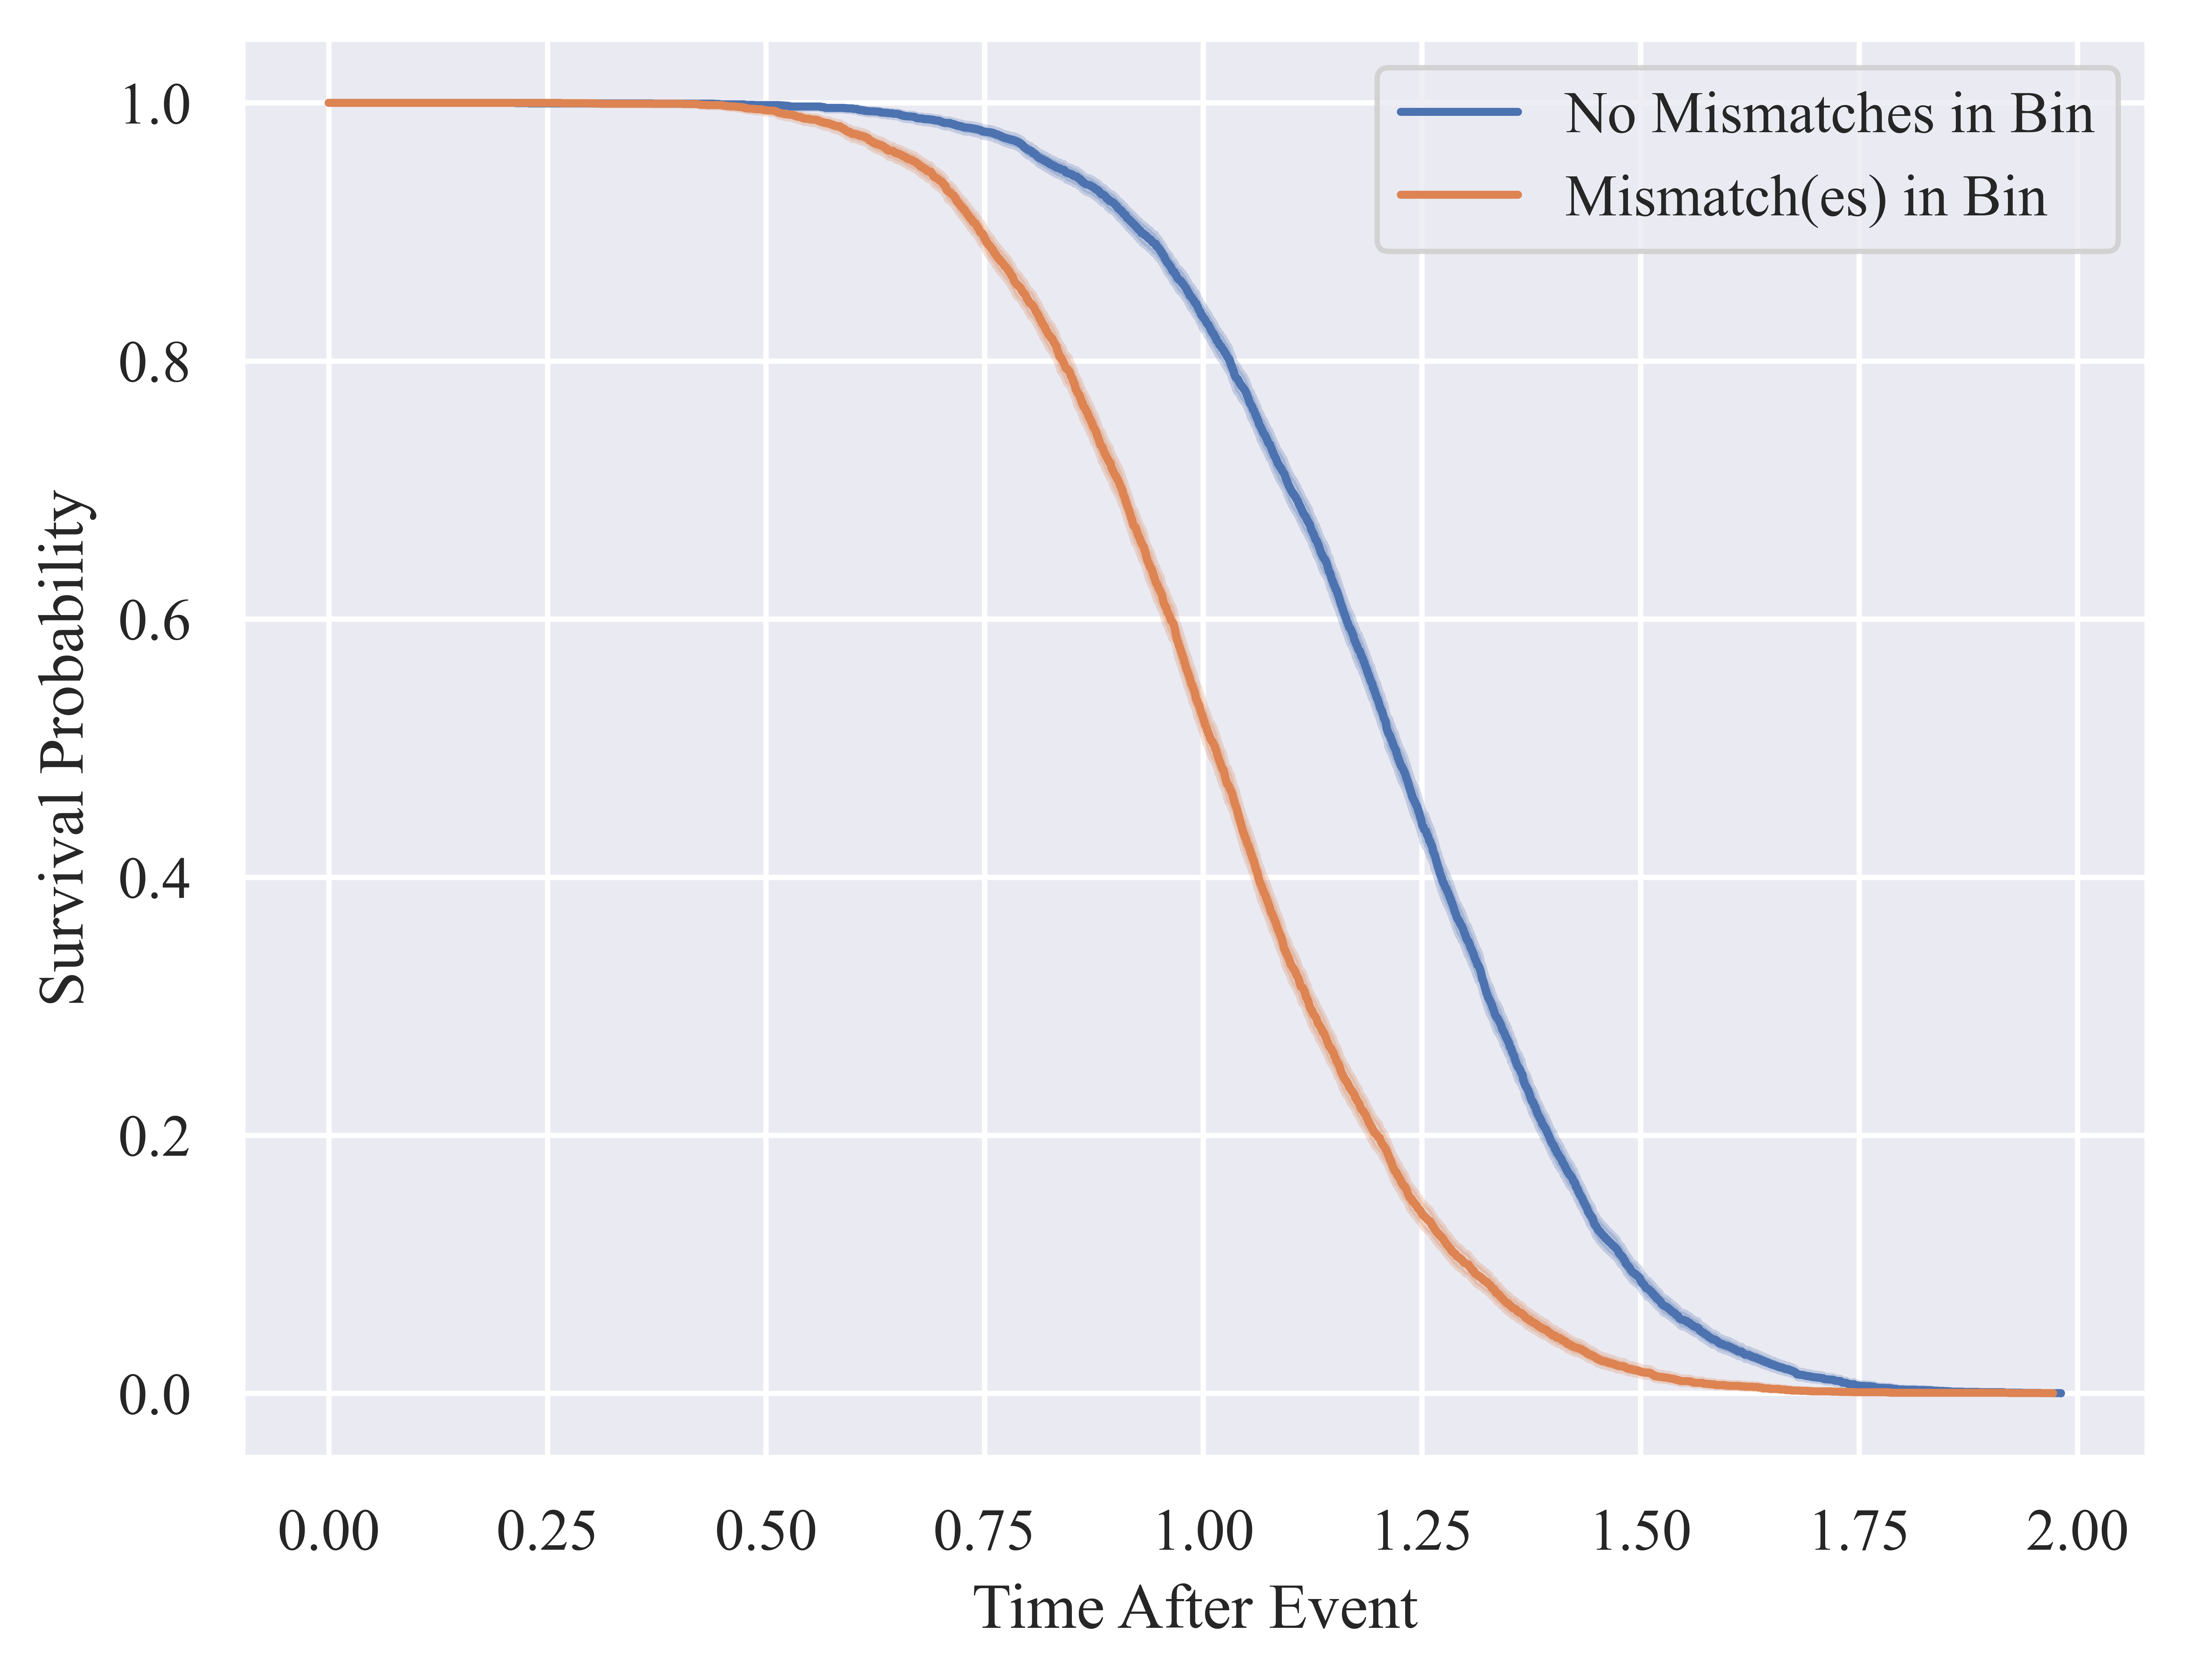 No Mismatches in Bin
Mismatch(es) in Bin
1.0
0.8
0.6
0.4
0.2
0.0
Survival Probability
0.00 0.25 0.50 0.75 1.00 1.25 1.50 1.75 2.00
Time After Event